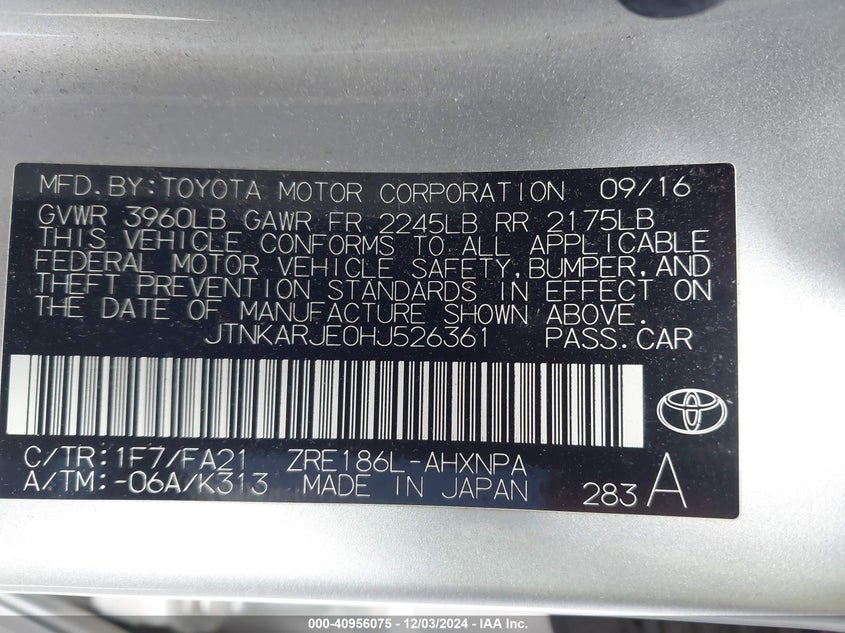 MFD.BY:TOYOTA MOTOR CORPORATION 09/16
GVWR 3960LB GAWR FR 2245LB RR 2175LB
THIS VEHICLE CONFORMS TO ALL APPLICABLE
FEDERAL MOTOR VEHICLE SAFETY,BUMPER,AND
THEFT PREVENTION STANDARDS IN EFFECT ON
THE DATE OF MANUFACTURE SHOWN ABOVE.
JTNKARJE0HJ526361 PASS.CAR
C/TR:1F7/FA21 ZRE186L-AHXNPA
A/TM:-06A/K313 MADE IN JAPAN 283 A
000-40956075 - 12/03/2024 - IAA Inc.